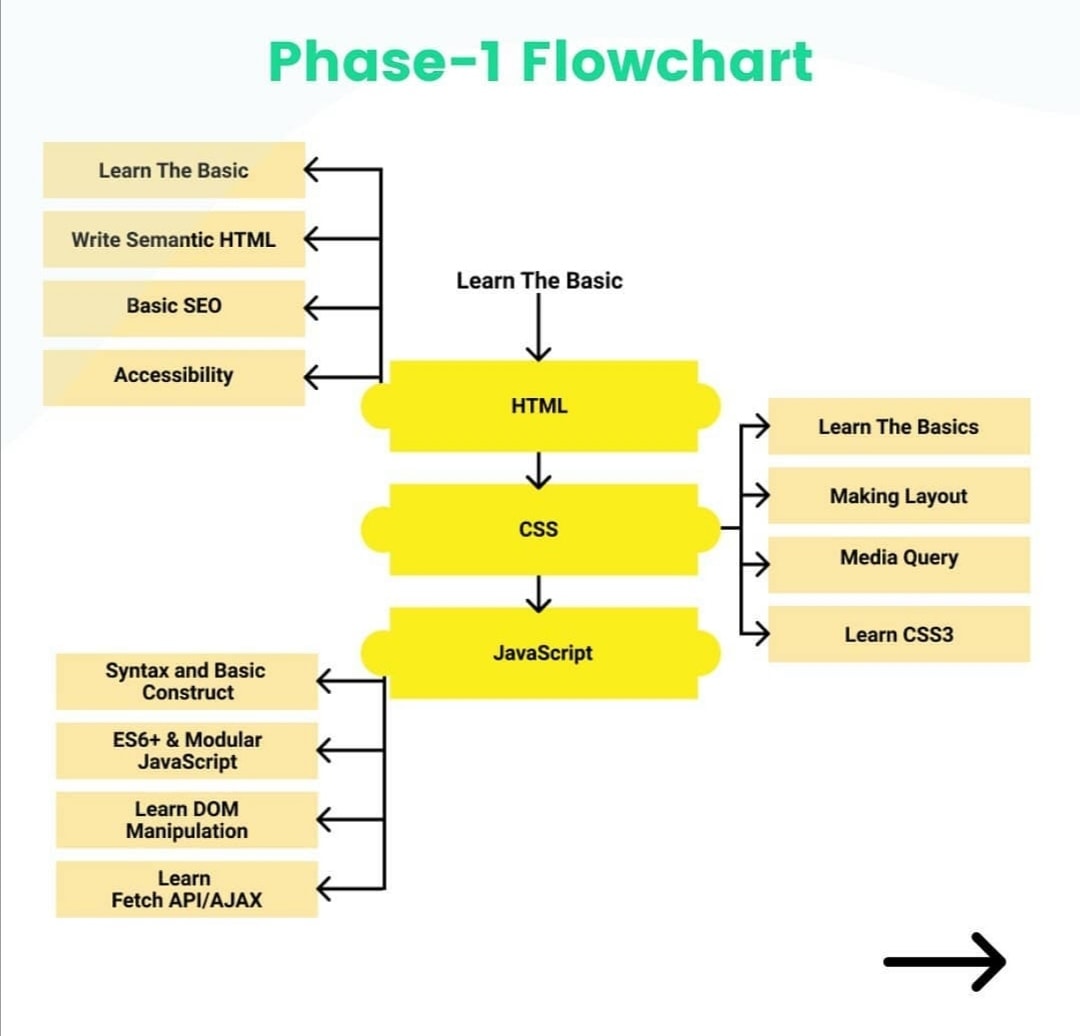 Phase-1 Flowchart
Learn The Basic
Write Semantic HTML
Basic SEO
Accessibility
Learn The Basic
HTML
CSS
JavaScript
Learn The Basics
Making Layout
Media Query
Learn CSS3
Syntax and Basic
Construct
ES6+ & Modular
JavaScript
Learn DOM
Manipulation
Learn
Fetch API/AJAX